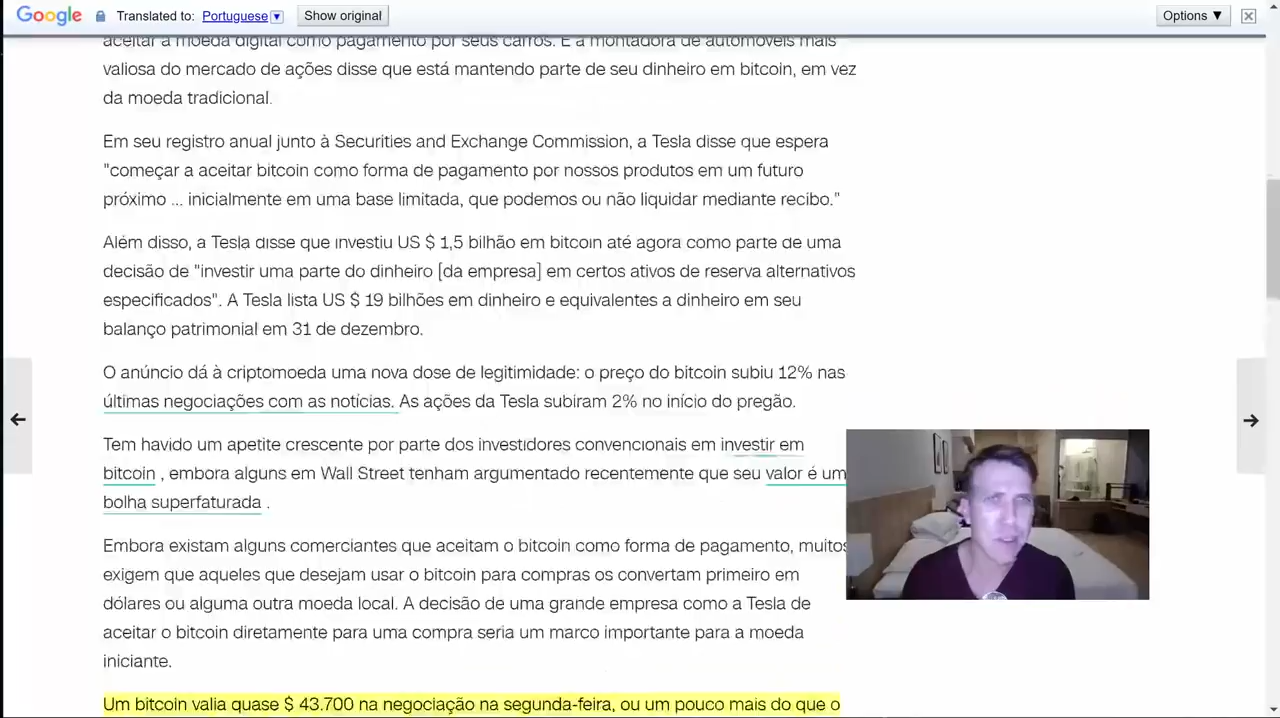 Google Translated to: Portuguese Show original Options ▼
aceitar a moeda digital como pagamento por seus carros. E a montadora de automóveis mais
valiosa do mercado de ações disse que está mantendo parte de seu dinheiro em bitcoin, em vez
da moeda tradicional.
Em seu registro anual junto à Securities and Exchange Commission, a Tesla disse que espera
"começar a aceitar bitcoin como forma de pagamento por nossos produtos em um futuro
próximo ... inicialmente em uma base limitada, que podemos ou não liquidar mediante recibo."
Além disso, a Tesla disse que investiu US $ 1,5 bilhão em bitcoin até agora como parte de uma
decisão de "investir uma parte do dinheiro [da empresa] em certos ativos de reserva alternativos
especificados". A Tesla lista US $ 19 bilhões em dinheiro e equivalentes a dinheiro em seu
balanço patrimonial em 31 de dezembro.
O anúncio dá à criptomoeda uma nova dose de legitimidade: o preço do bitcoin subiu 12% nas
últimas negociações com as notícias. As ações da Tesla subiram 2% no início do pregão.
Tem havido um apetite crescente por parte dos investidores convencionais em investir em
bitcoin , embora alguns em Wall Street tenham argumentado recentemente que seu valor é um
bolha superfaturada .
Embora existam alguns comerciantes que aceitam o bitcoin como forma de pagamento, muitos
exigem que aqueles que desejam usar o bitcoin para compras os convertam primeiro em
dólares ou alguma outra moeda local. A decisão de uma grande empresa como a Tesla de
aceitar o bitcoin diretamente para uma compra seria um marco importante para a moeda
iniciante.
Um bitcoin valia quase $ 43.700 na negociação na segunda-feira, ou um pouco mais do que o